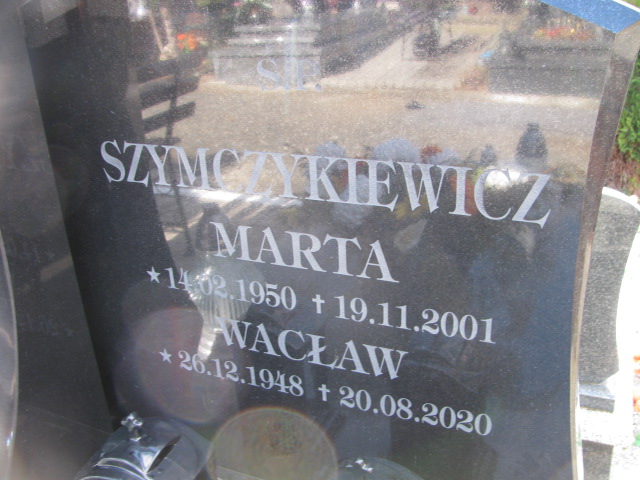 Ś.P.
SZYMCZYKIEWICZ
MARTA
★14.02.1950 ✝19.11.2001
WACŁAW
★26.12.1948 ✝20.08.2020